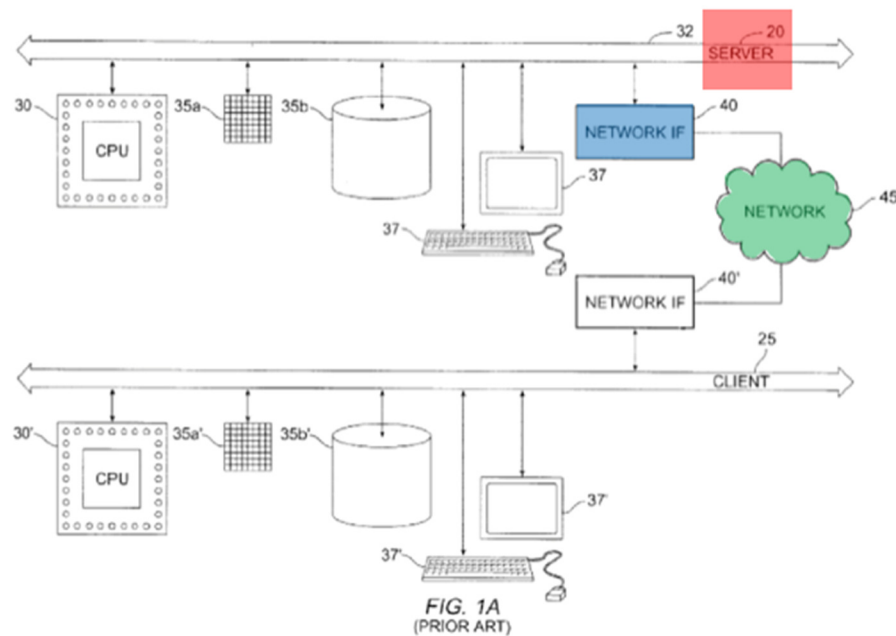 32
20
SERVER
30
35a
35b
40
CPU
NETWORK IF
37
NETWORK
45
37
40'
NETWORK IF
25
CLIENT
30'
35a'
35b'
CPU
37'
37'
FIG. 1A
(PRIOR ART)